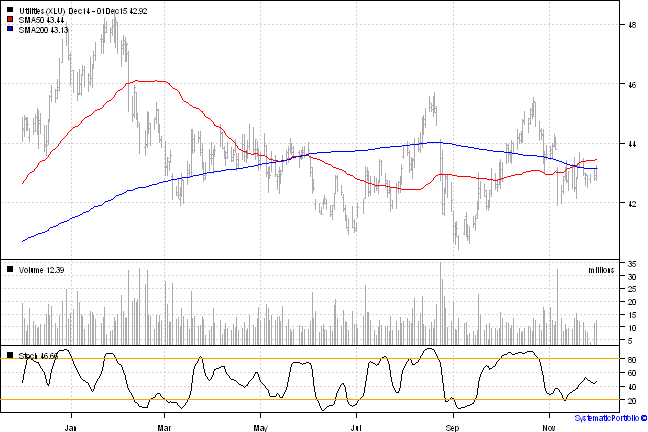 Utilities (XLU) Dec14 - 01Dec15 42.92
SMA50 43.44
SMA200 43.13
48
46
44
42
Volume 12.39
millions
35
30
25
20
15
10
5
Stoch 46.66
80
60
40
20
Jan
Mar
May
Jul
Sep
Nov
SystematicPortfolio ©